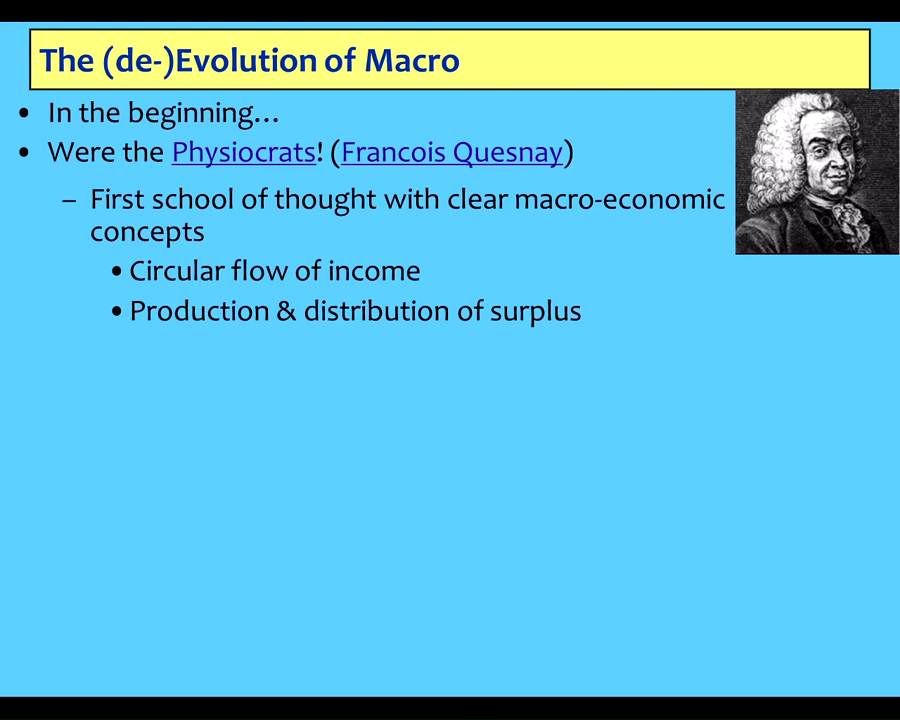 The (de-)Evolution of Macro
• In the beginning…
• Were the Physiocrats! (Francois Quesnay)
– First school of thought with clear macro-economic
concepts
• Circular flow of income
• Production & distribution of surplus